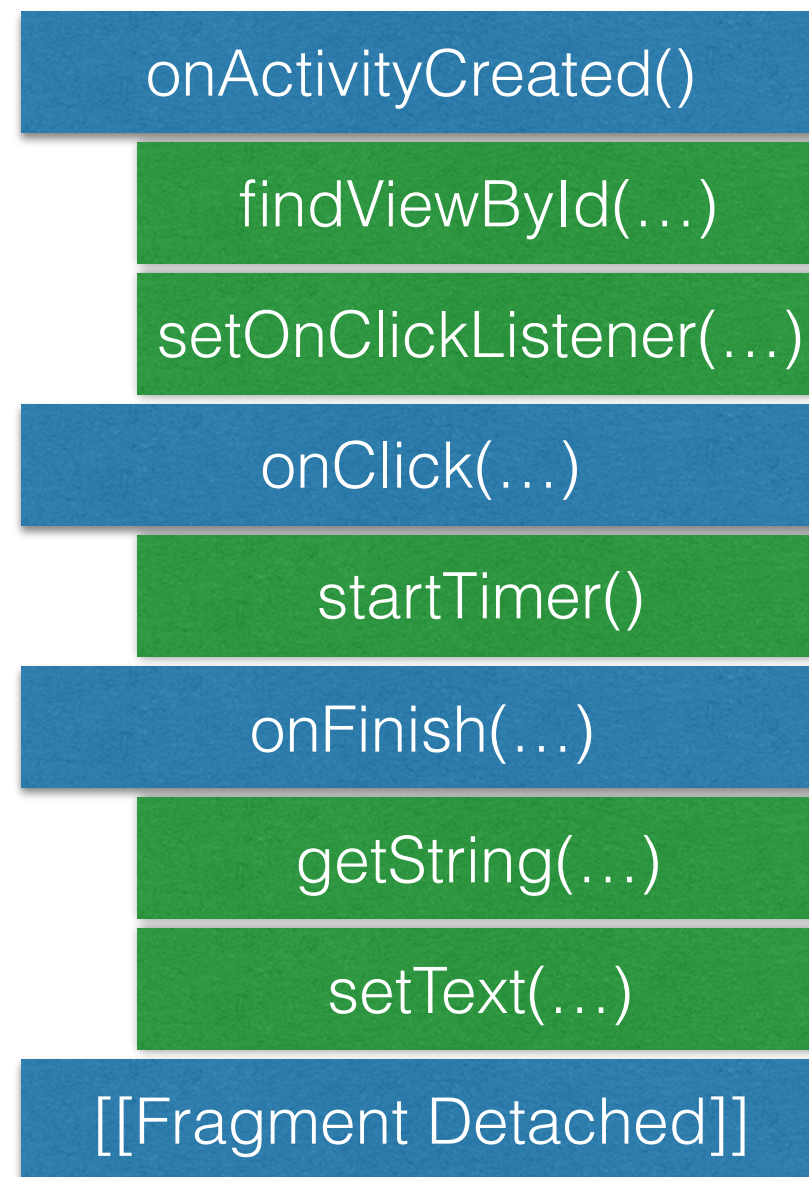 onActivityCreated()
findViewById(…)
setOnClickListener(…)
onClick(…)
startTimer()
onFinish(…)
getString(…)
setText(…)
[[Fragment Detached]]